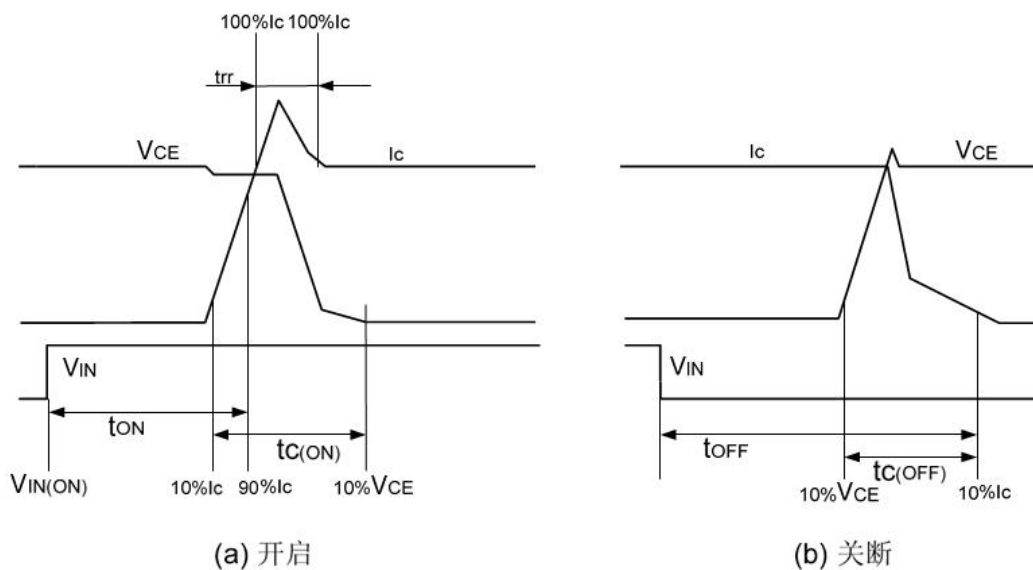 100%Ic 100%Ic
trr
VCE Ic
VIN
tON
tC(ON)
VIN(ON) 10%Ic 90%Ic 10%VCE
(a) 开启
Ic VCE
VIN
tOFF
tC(OFF)
10%VCE 10%Ic
(b) 关断